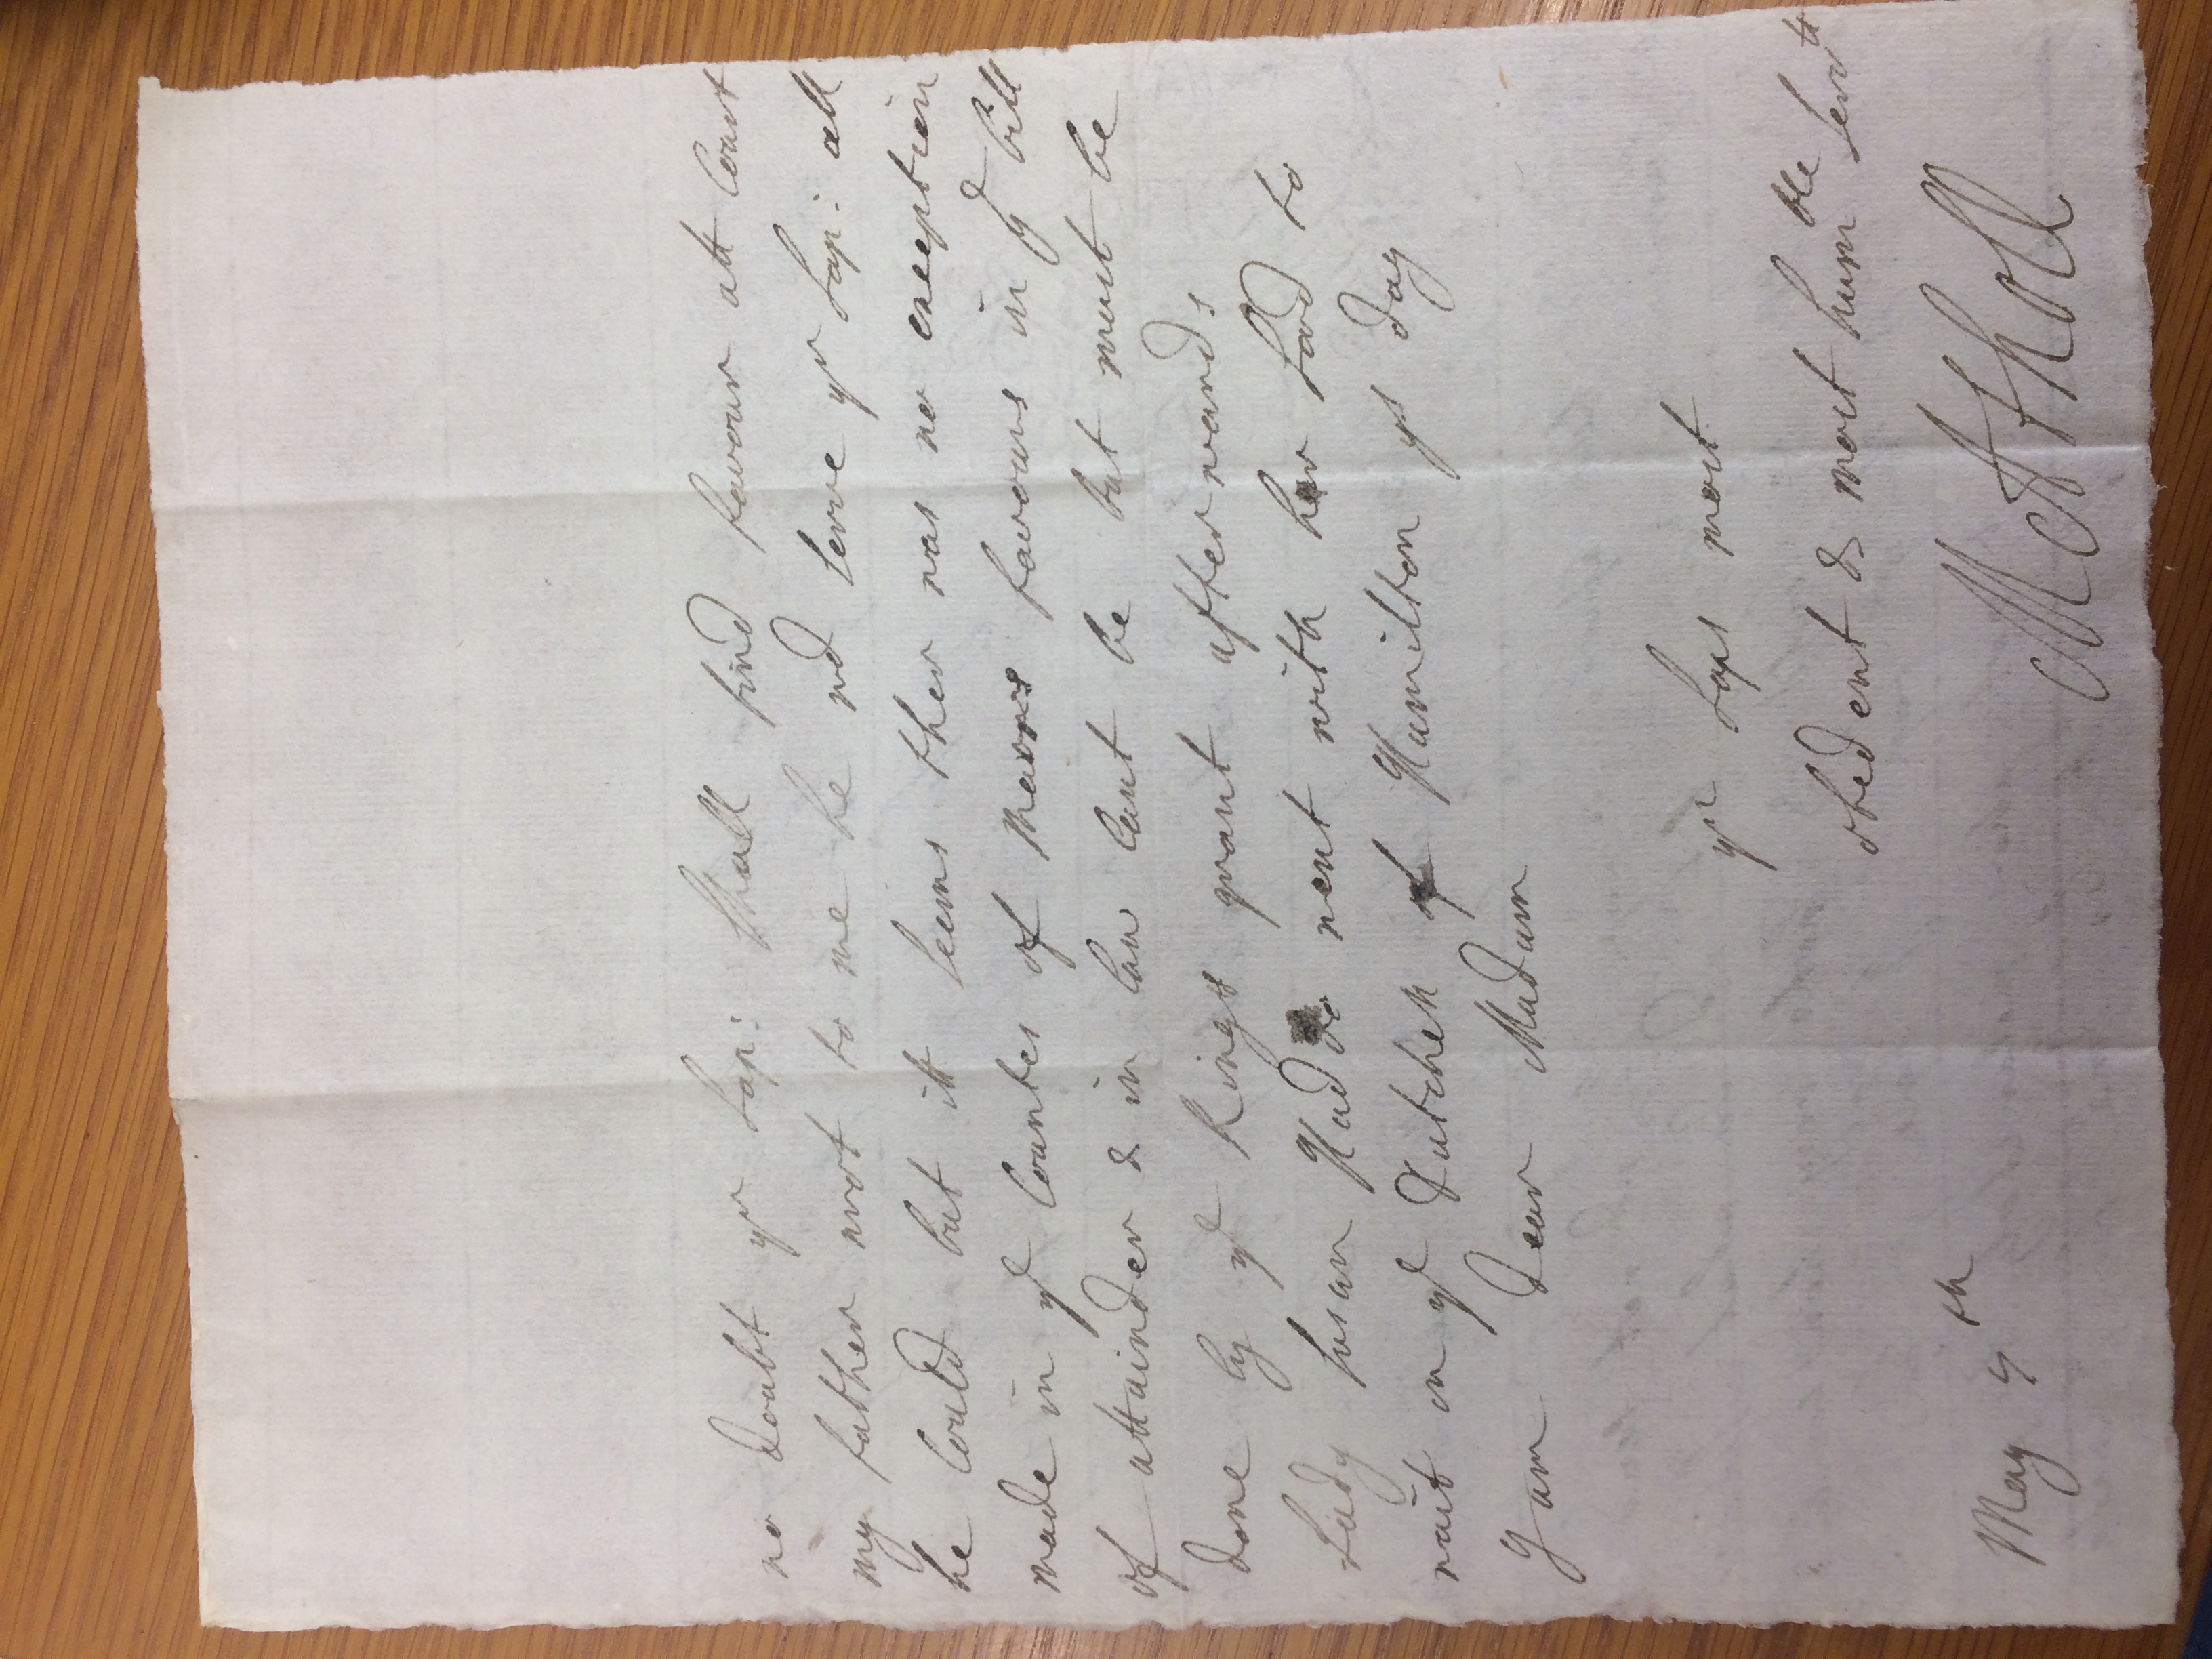 no doubt yr Lap: shall find favour att Court
my father wrot to me he wd serve yr Lap: all
he could but itt seems ther was no exception
made in ye Countes of Marrs favours in ye bill
of attainder & in law cant be but must be
done by ye Kings grant afterwards
Lady Susan Haddo went with her Lord to
wait on ye Dutchess of Hamilton ys day
I am Dear Madam
yr Laps most
obedent & most humble servtt
M Atholl
May 7th